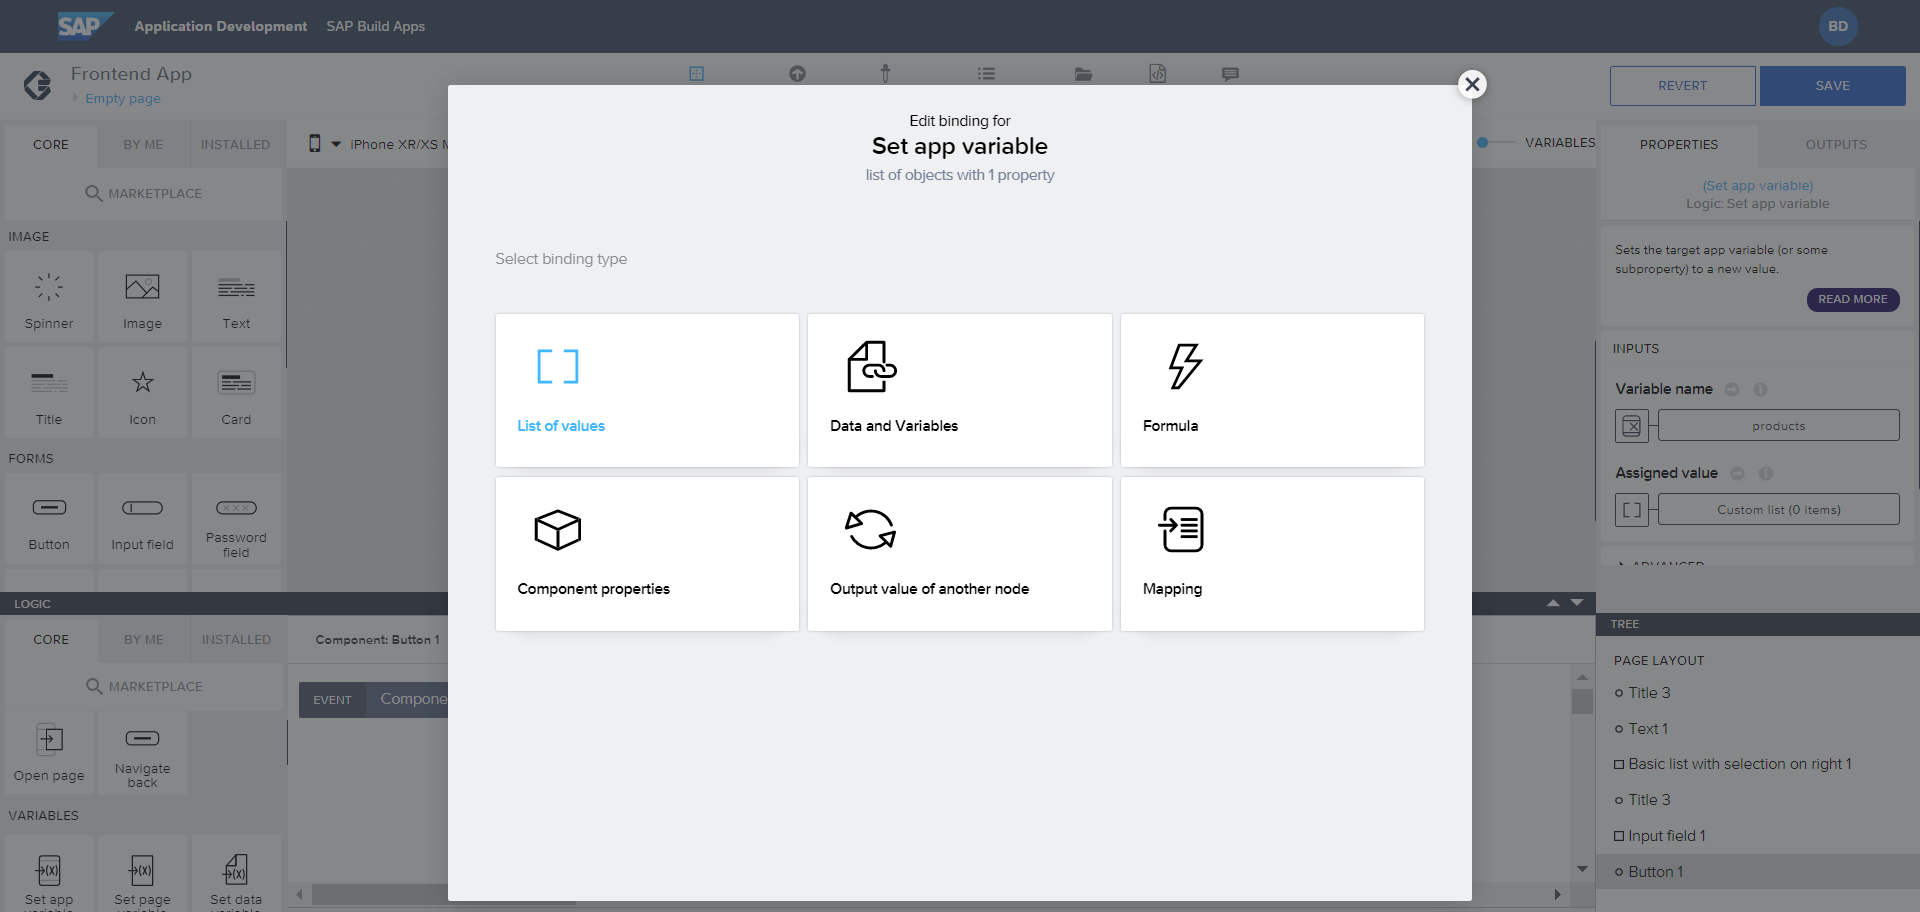 SAP Application Development SAP Build Apps BD
Frontend App
Empty page
REVERT SAVE
CORE BY ME INSTALLED
iPhone XR/XS M
VARIABLES
PROPERTIES OUTPUTS
MARKETPLACE
(Set app variable)
Logic: Set app variable
Sets the target app variable (or some
subproperty) to a new value.
READ MORE
IMAGE
Spinner Image Text
Title Icon Card
FORMS
Button Input field Password
field
INPUTS
Variable name
products
Assigned value
Custom list (0 items)
ADVANCED
Edit binding for
Set app variable
list of objects with 1 property
Select binding type
List of values Data and Variables Formula
Component properties Output value of another node Mapping
LOGIC
CORE BY ME INSTALLED
Component: Button 1
MARKETPLACE
EVENT Compone
Open page Navigate
back
VARIABLES
Set app Set page Set data
variable variable variable
TREE
PAGE LAYOUT
Title 3
Text 1
Basic list with selection on right 1
Title 3
Input field 1
Button 1